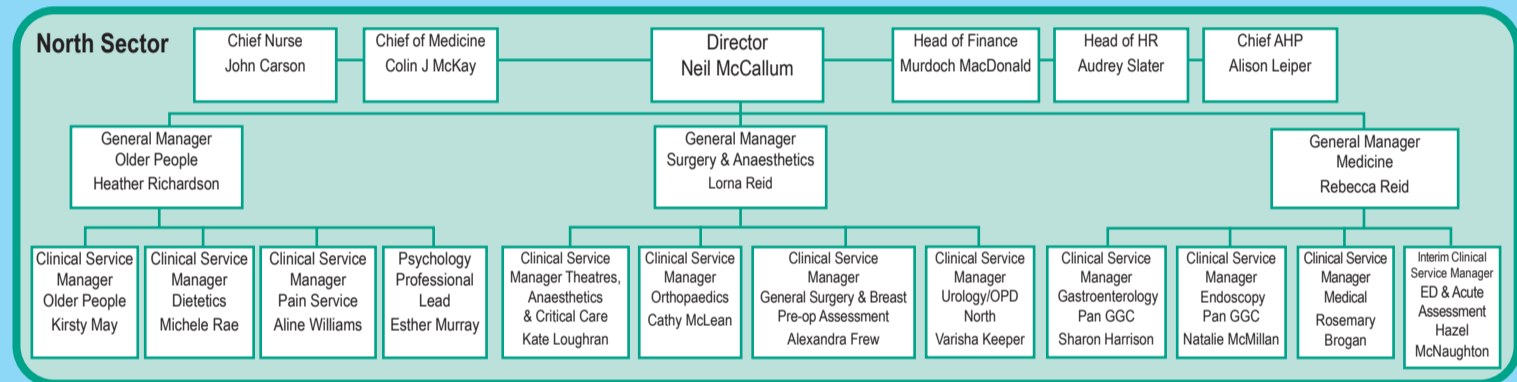 North Sector
Chief Nurse
John Carson
Chief of Medicine
Colin J McKay
Director
Neil McCallum
Head of Finance
Murdoch MacDonald
Head of HR
Audrey Slater
Chief AHP
Alison Leiper
General Manager
Older People
Heather Richardson
General Manager
Surgery & Anaesthetics
Lorna Reid
General Manager
Medicine
Rebecca Reid
Clinical Service
Manager
Older People
Kirsty May
Clinical Service
Manager
Dietetics
Michele Rae
Clinical Service
Manager
Pain Service
Aline Williams
Psychology
Professional
Lead
Esther Murray
Clinical Service
Manager Theatres,
Anaesthetics
& Critical Care
Kate Loughran
Clinical Service
Manager
Orthopaedics
Cathy McLean
Clinical Service
Manager
General Surgery & Breast
Pre-op Assessment
Alexandra Frew
Clinical Service
Manager
Urology/OPD
North
Varisha Keeper
Clinical Service
Manager
Gastroenterology
Pan GGC
Sharon Harrison
Clinical Service
Manager
Endoscopy
Pan GGC
Natalie McMillan
Clinical Service
Manager
Medical
Rosemary
Brogan
Interim Clinical
Service Manager
ED & Acute
Assessment
Hazel
McNaughton